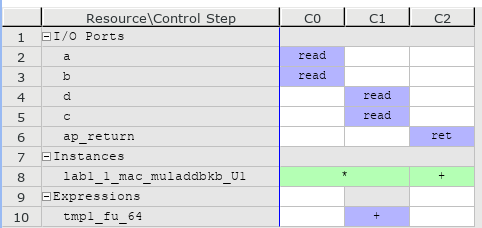 Resource\Control Step C0 C1 C2
1 I/O Ports
2 a read
3 b read
4 d read
5 c read
6 ap_return ret
7 Instances
8 lab1_1_mac_muladdbkb_U1 * +
9 Expressions
10 tmp1_fu_64 +